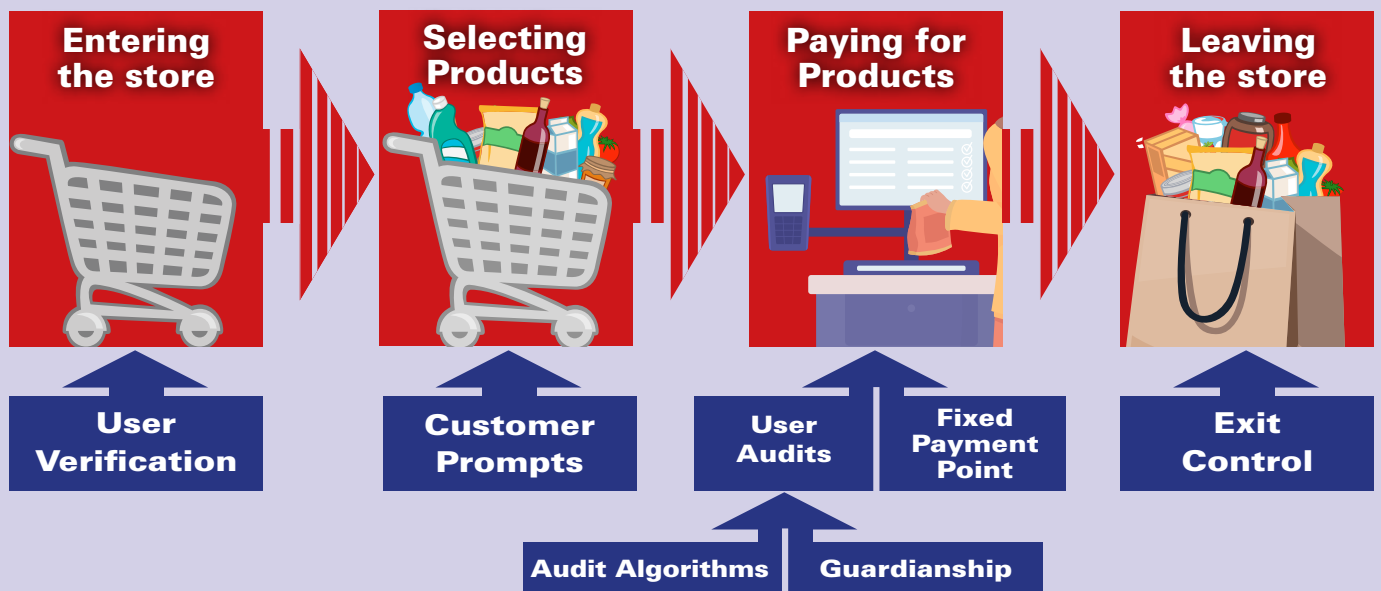 Entering
the store
Selecting
Products
Paying for
Products
Leaving
the store
User
Verification
Customer
Prompts
User
Audits
Fixed
Payment
Point
Exit
Control
Audit Algorithms
Guardianship